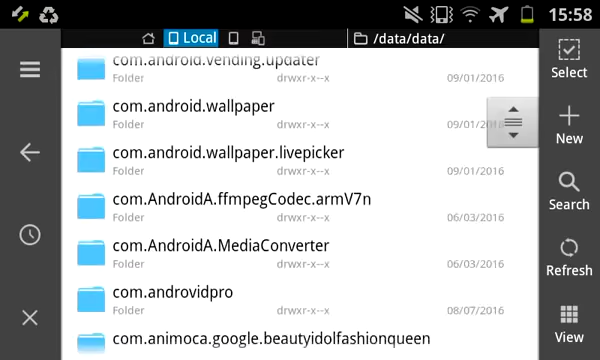 15:58
Local
/data/data/
com.android.vending.updater
Folder drwxr-x--x 09/01/2016
com.android.wallpaper
Folder drwxr-x--x 09/01/2016
com.android.wallpaper.livepicker
Folder drwxr-x--x 09/01/2016
com.AndroidA.ffmpegCodec.armV7n
Folder drwxr-x--x 06/03/2016
com.AndroidA.MediaConverter
Folder drwxr-x--x 06/03/2016
com.androvidpro
Folder drwxr-x--x 08/07/2016
com.animoca.google.beautyidolfashionqueen
Select
New
Search
Refresh
View